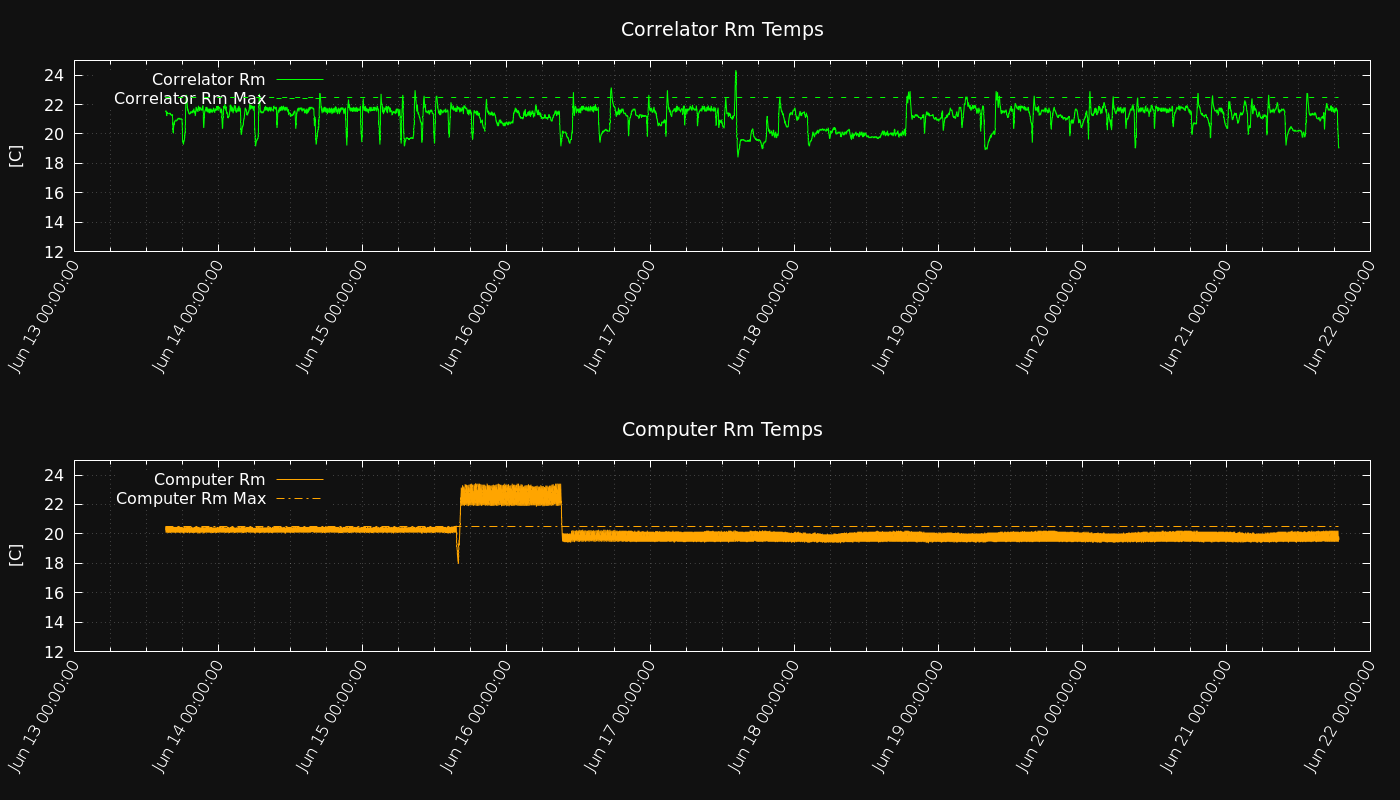 Correlator Rm Temps
Correlator Rm
Correlator Rm Max
[C]
24
22
20
18
16
14
12
Jun 13 00:00:00
Jun 14 00:00:00
Jun 15 00:00:00
Jun 16 00:00:00
Jun 17 00:00:00
Jun 18 00:00:00
Jun 19 00:00:00
Jun 20 00:00:00
Jun 21 00:00:00
Jun 22 00:00:00
Computer Rm Temps
Computer Rm
Computer Rm Max
[C]
24
22
20
18
16
14
12
Jun 13 00:00:00
Jun 14 00:00:00
Jun 15 00:00:00
Jun 16 00:00:00
Jun 17 00:00:00
Jun 18 00:00:00
Jun 19 00:00:00
Jun 20 00:00:00
Jun 21 00:00:00
Jun 22 00:00:00